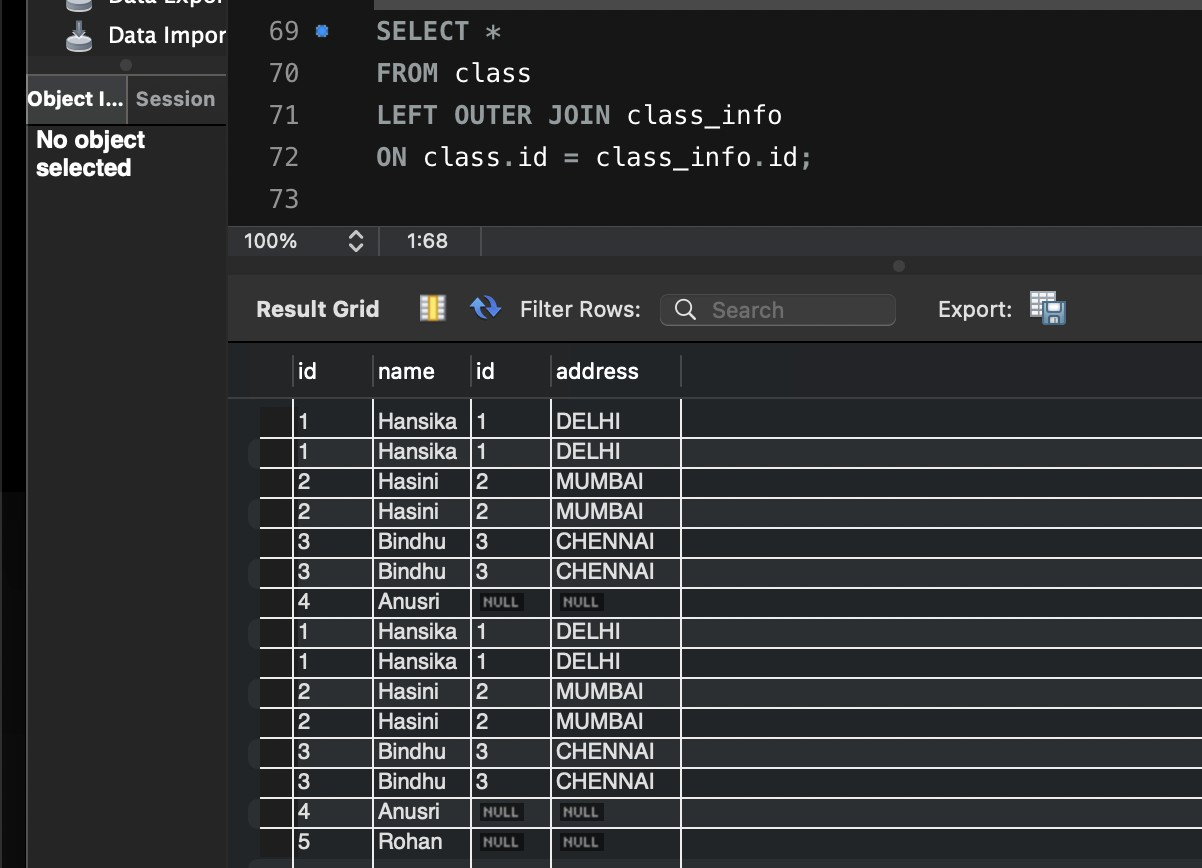 Data Expor
Data Impor
Object I... Session
No object
selected
69 SELECT *
70 FROM class
71 LEFT OUTER JOIN class_info
72 ON class.id = class_info.id;
73
100% 1:68
Result Grid Filter Rows: Search Export:
id name id address
1 Hansika 1 DELHI
1 Hansika 1 DELHI
2 Hasini 2 MUMBAI
2 Hasini 2 MUMBAI
3 Bindhu 3 CHENNAI
3 Bindhu 3 CHENNAI
4 Anusri NULL NULL
1 Hansika 1 DELHI
1 Hansika 1 DELHI
2 Hasini 2 MUMBAI
2 Hasini 2 MUMBAI
3 Bindhu 3 CHENNAI
3 Bindhu 3 CHENNAI
4 Anusri NULL NULL
5 Rohan NULL NULL